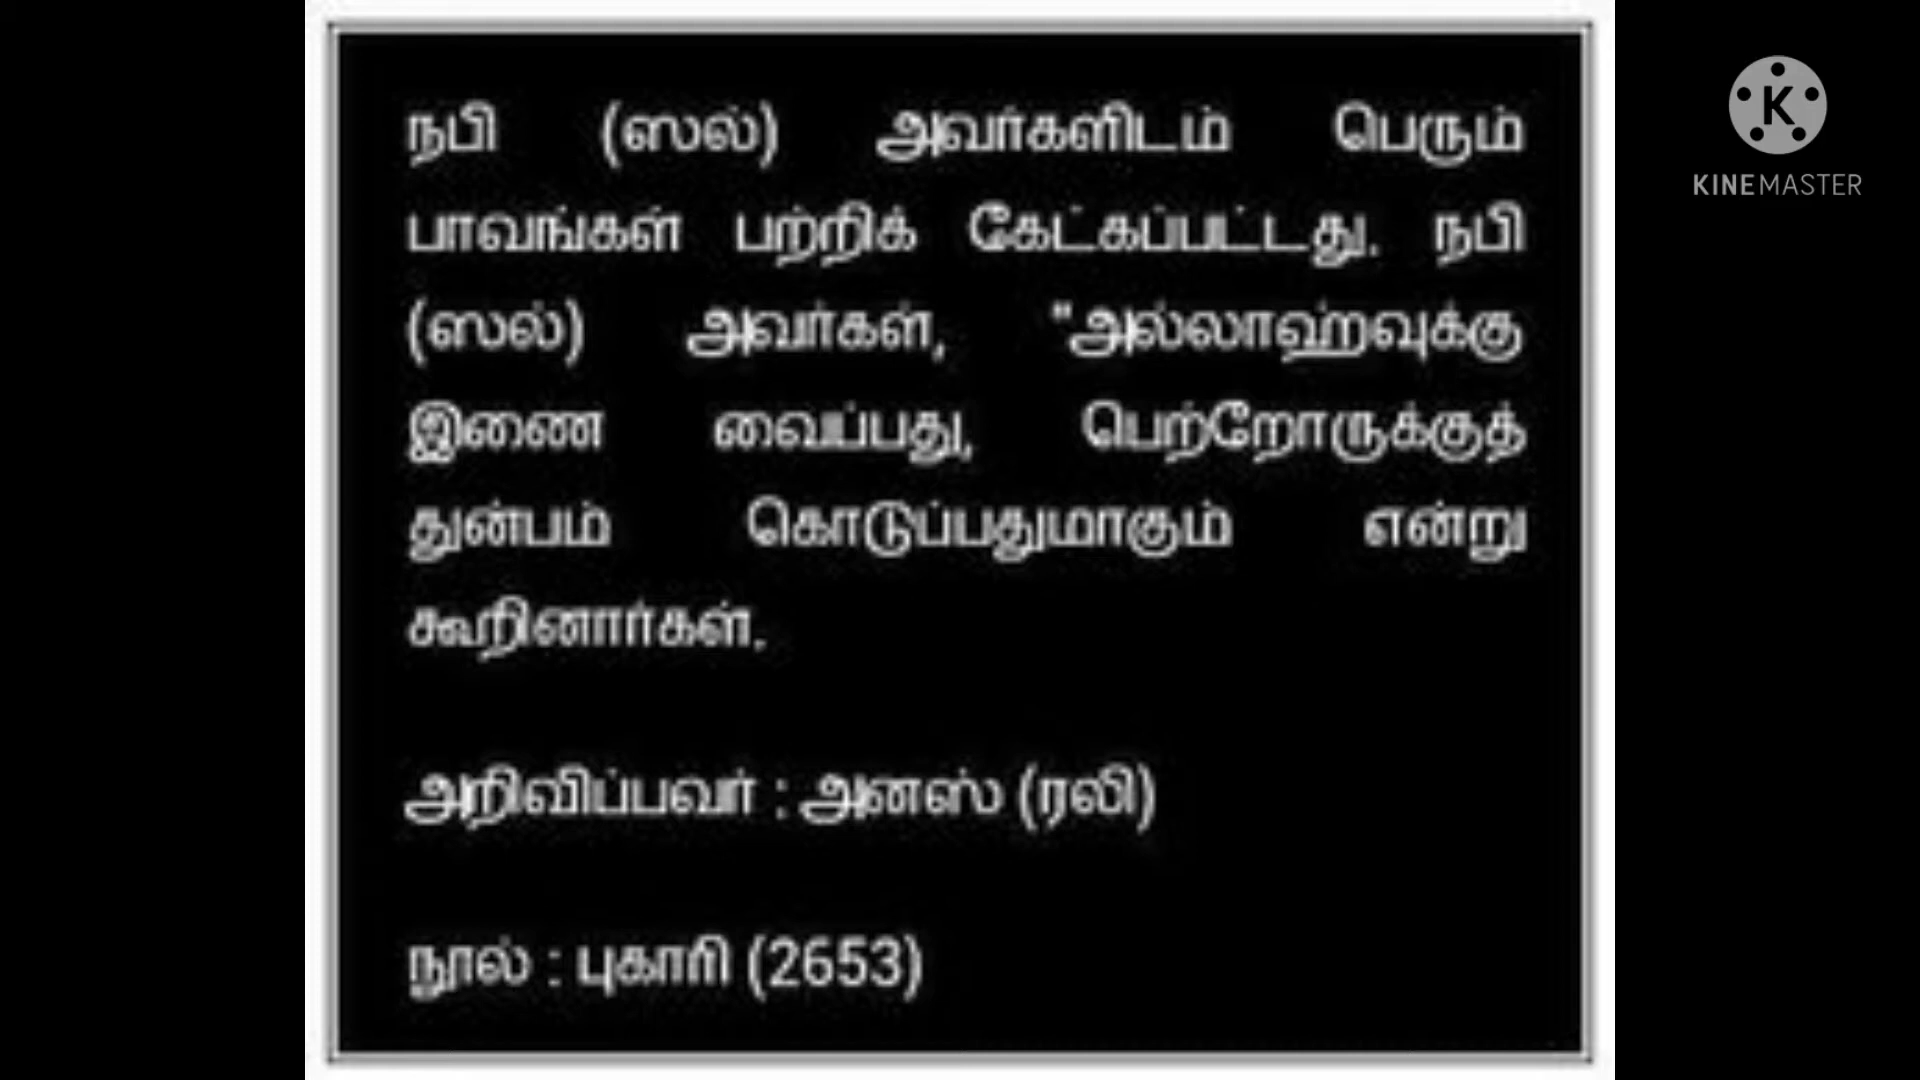 நபி (ஸல்) அவர்களிடம் பெரும்
பாவங்கள் பற்றிக் கேட்கப்பட்டது. நபி
(ஸல்) அவர்கள், "அல்லாஹ்வுக்கு
இணை வைப்பது, பெற்றோருக்குத்
துன்பம் கொடுப்பதுமாகும் என்று
கூறினார்கள்.
அறிவிப்பவர் : அனஸ் (ரலி)
நூல் : புகாரி (2653)
KINEMASTER